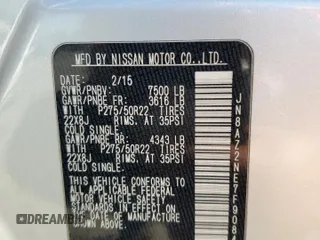 MFD BY NISSAN MOTOR CO.,LTD.
DATE: 2/15
GVWR/PNBV: 7500 LB
GAWR/PNBE FR: 3616 LB
WITH P275/50R22 TIRES
22X8J RIMS. AT 35PSI
COLD SINGLE.
GAWR/PNBE RR: 4343 LB
WITH P275/50R22 TIRES
22X8J RIMS. AT 35PSI
COLD SINGLE.
THIS VEHICLE CONFORMS TO
ALL APPLICABLE FEDERAL
MOTOR VEHICLE SAFETY
STANDARDS IN EFFECT ON
THE DATE OF
SHOWN ABOVE.
JN8AZ2NE7F908
DREAMBID.COM